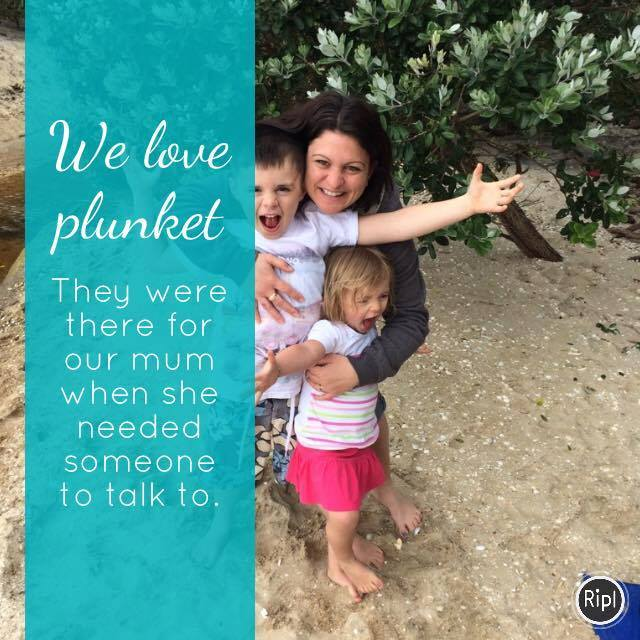 We love
plunket
They were
there for
our mum
when she
needed
someone
to talk to.
Ripl